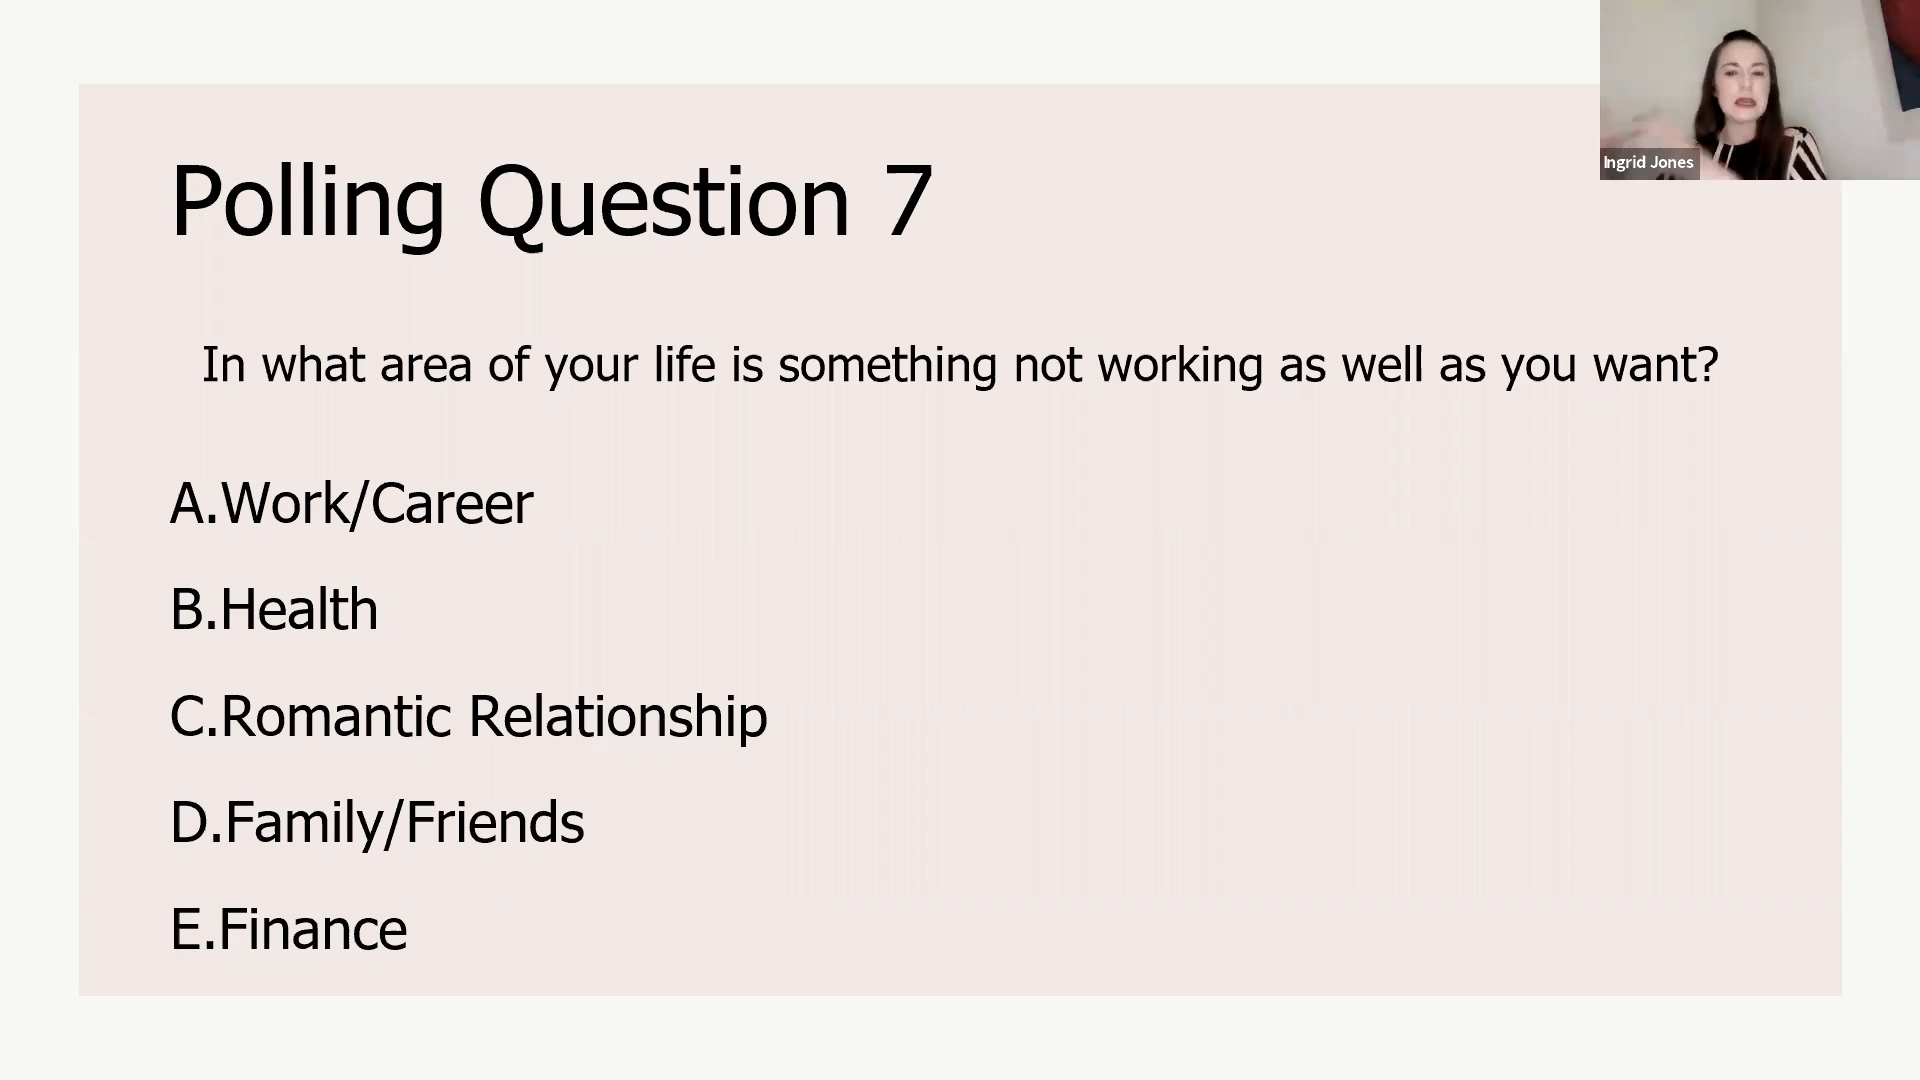 Polling Question 7
In what area of your life is something not working as well as you want?
A.Work/Career
B.Health
C.Romantic Relationship
D.Family/Friends
E.Finance
Ingrid Jones